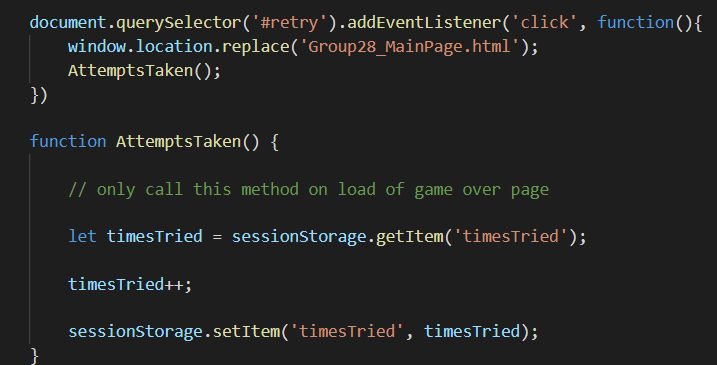 document.querySelector('#retry').addEventListener('click', function(){
window.location.replace('Group28_MainPage.html');
AttemptsTaken();
})
function AttemptsTaken() {
// only call this method on load of game over page
let timesTried = sessionStorage.getItem('timesTried');
timesTried++;
sessionStorage.setItem('timesTried', timesTried);
}